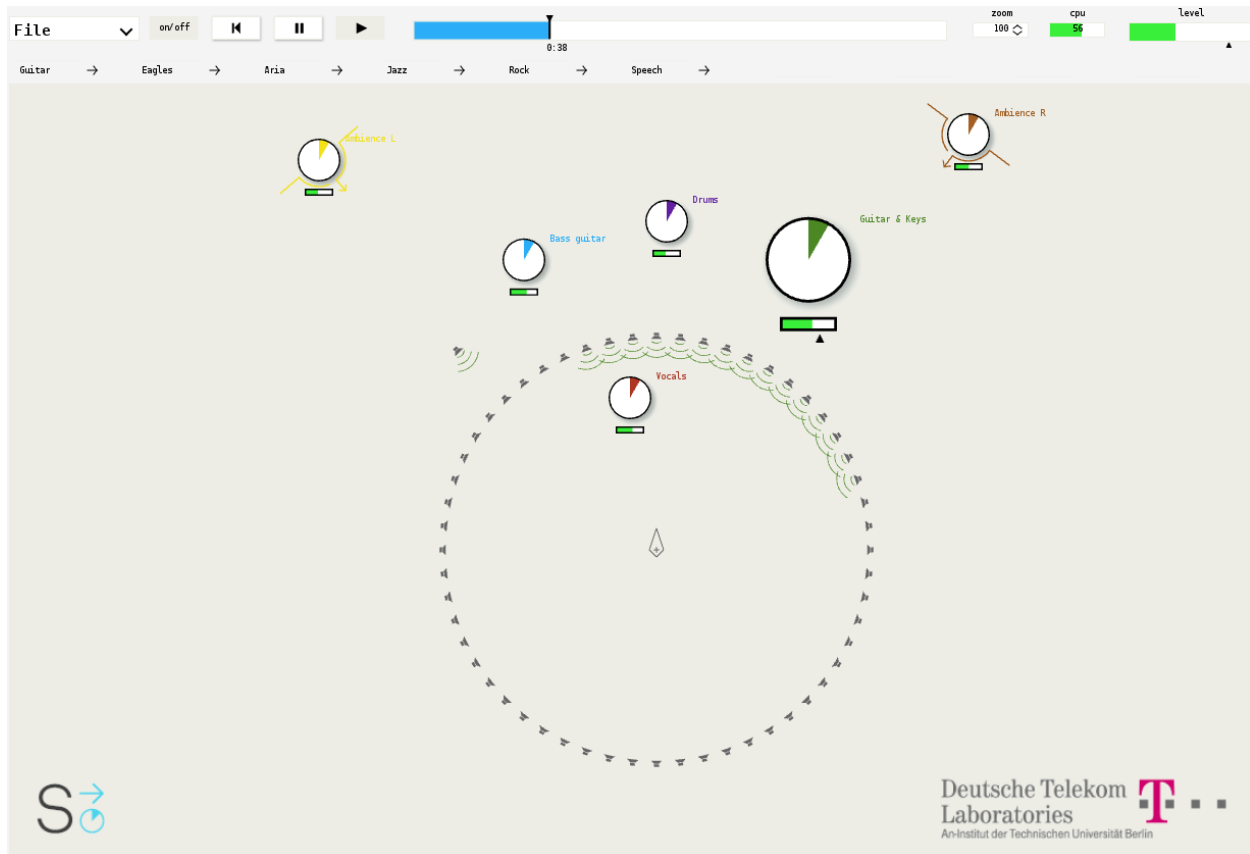 File
on/off
0:38
zoom
100
cpu
56
level
Guitar → Eagles → Aria → Jazz → Rock → Speech →
Ambience L
Ambience R
Drums
Guitar & Keys
Bass guitar
Vocals
S
Deutsche Telekom
Laboratories
An-Institut der Technischen Universität Berlin
T